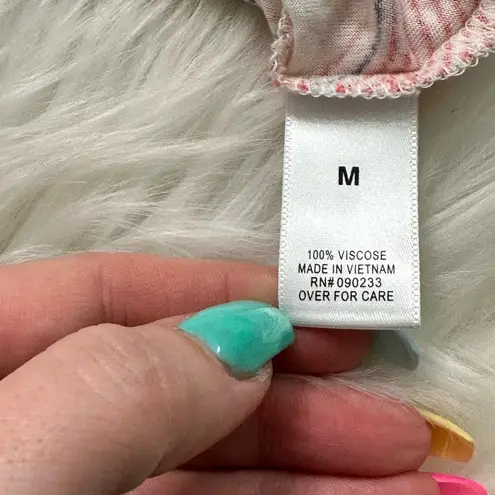 M
100% VISCOSE
MADE IN VIETNAM
RN# 090233
OVER FOR CARE